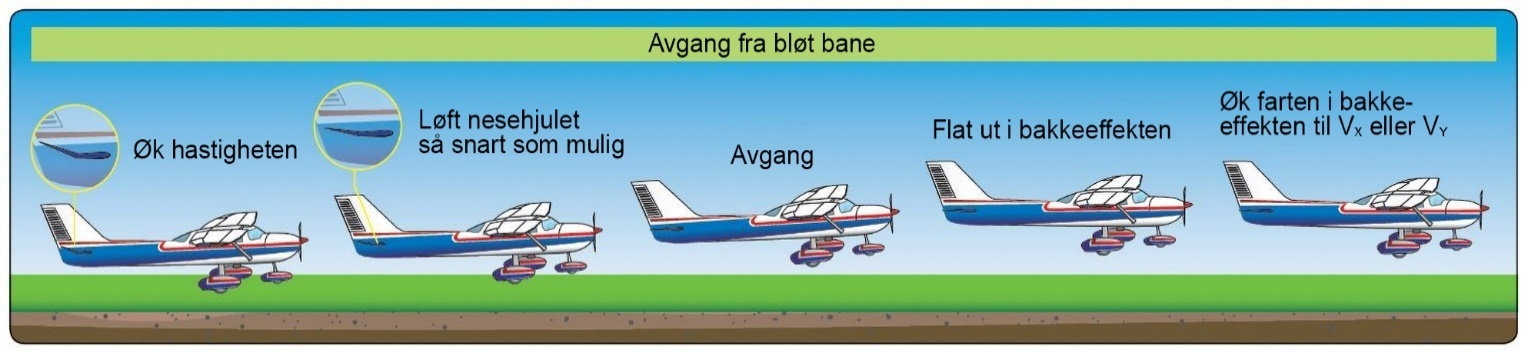 Avgang fra bløt bane
Øk hastigheten
Løft nesehjulet
så snart som mulig
Avgang
Flat ut i bakkeeffekten
Øk farten i bakke-
effekten til Vx eller VY